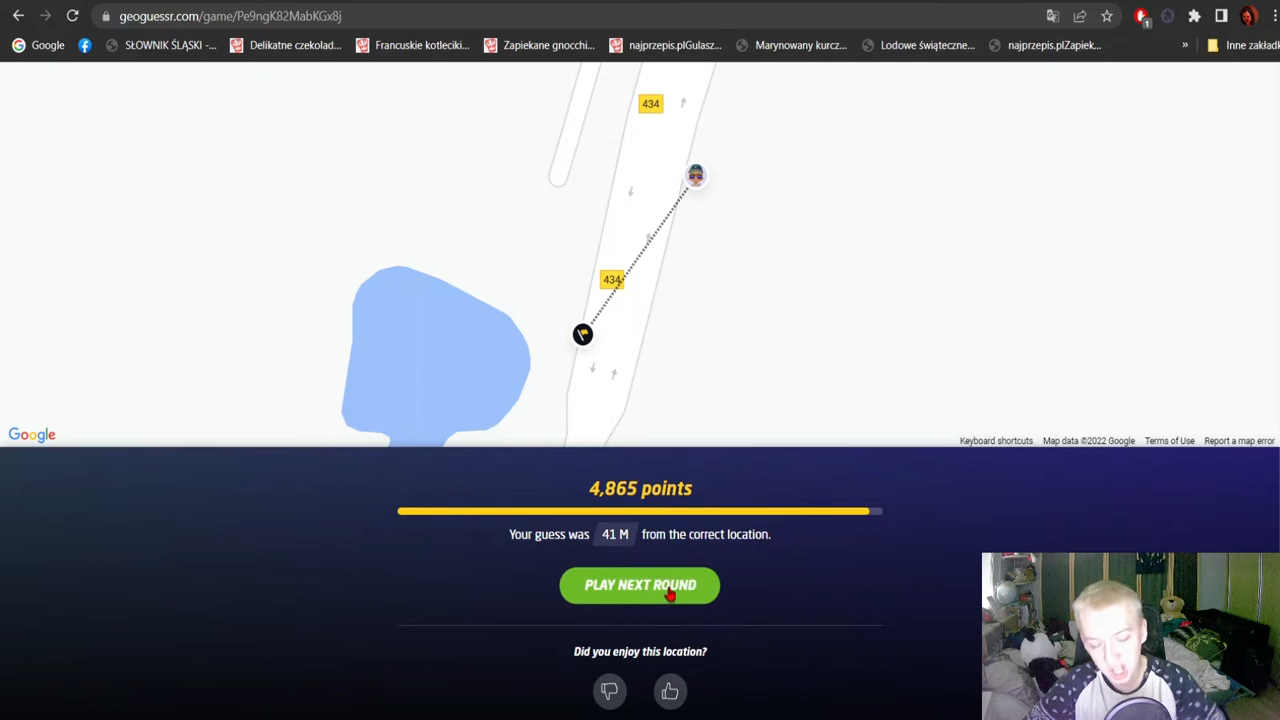 geoguessr.com/game/Pe9ngK82MabKGx8j
1
Google
SŁOWNIK ŚLĄSKI -...
Delikatne czekolad...
Francuskie kotleciki...
Zapiekane gnocchi...
najprzepis.plGulasz...
Marynowany kurcz...
Lodowe świąteczne...
najprzepis.plZapiek...
»
Inne zakład
434
434
Google
Keyboard shortcuts
Map data ©2022 Google
Terms of Use
Report a map error
4,865 points
Your guess was 41 M from the correct location.
PLAY NEXT ROUND
Did you enjoy this location?